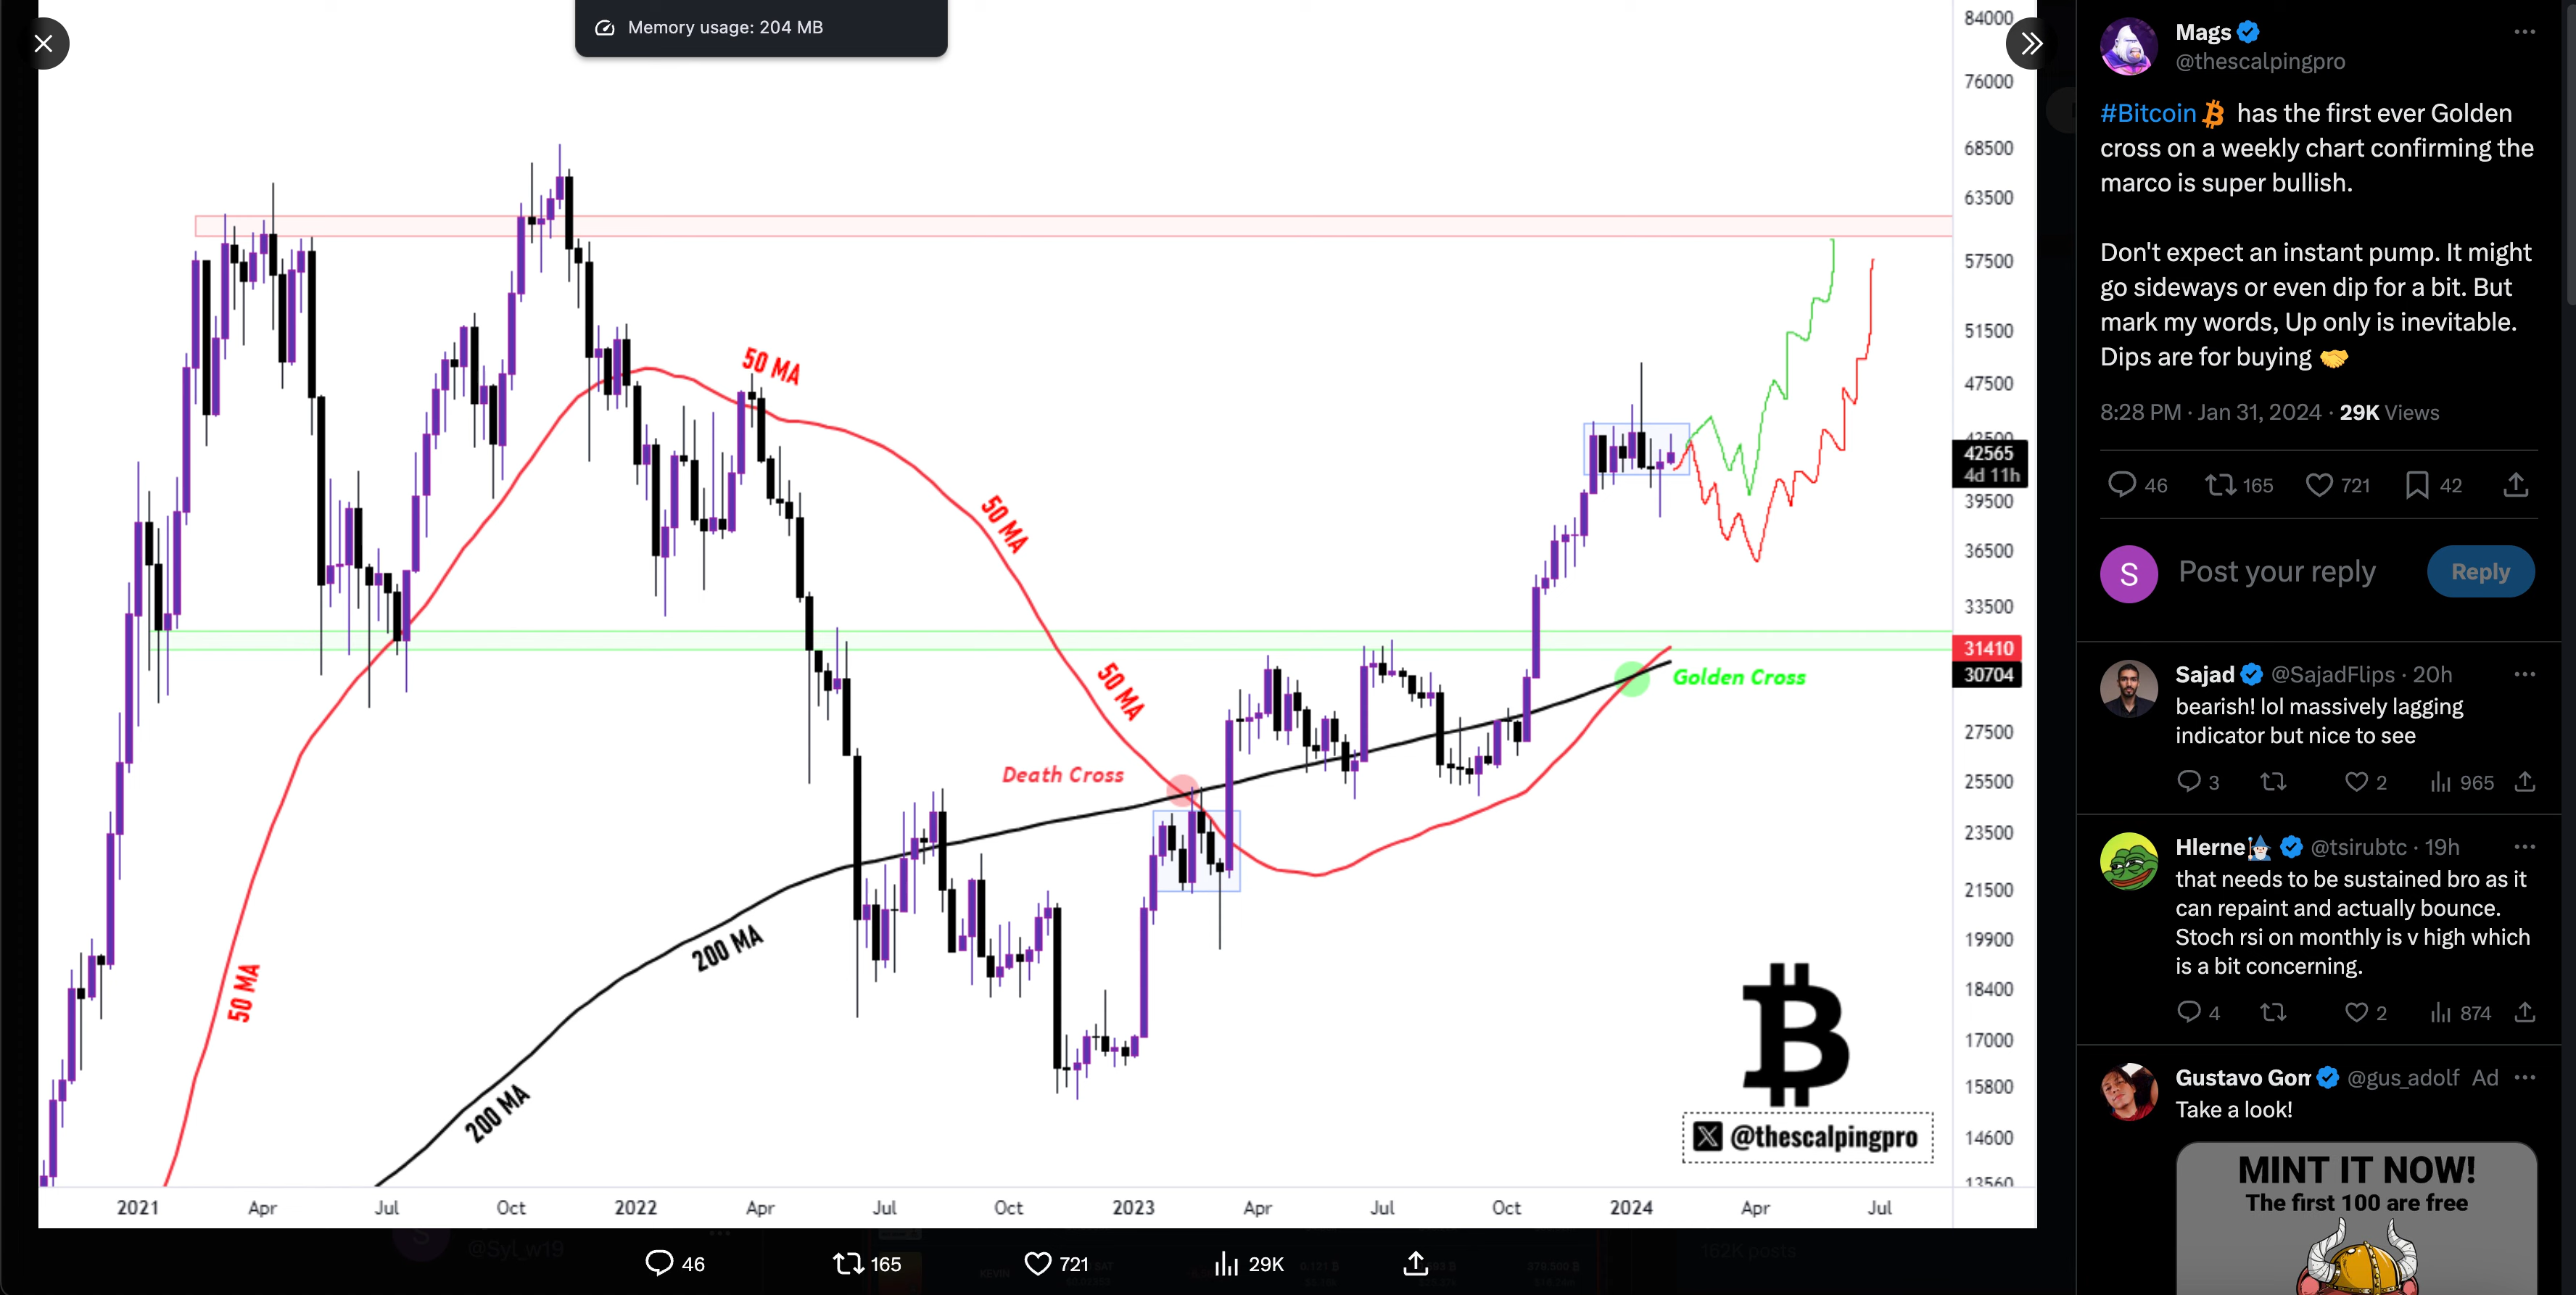 Memory usage: 204 MB
84000
76000
68500
63500
57500
51500
47500
42500
42565
4d 11h
39500
36500
33500
31410
30704
27500
25500
23500
21500
19900
18400
17000
15800
14600
13560
50 MA
50 MA
50 MA
50 MA
200 MA
200 MA
Death Cross
Golden Cross
@thescalpingpro
2021
Apr
Jul
Oct
2022
Apr
Jul
Oct
2023
Apr
Jul
Oct
2024
Apr
Jul
@Syl_w19
162K posts
46
165
721
29K
Mags
@thescalpingpro
#Bitcoin has the first ever Golden
cross on a weekly chart confirming the
marco is super bullish.
Don't expect an instant pump. It might
go sideways or even dip for a bit. But
mark my words, Up only is inevitable.
Dips are for buying 🤝
8:28 PM · Jan 31, 2024 · 29K Views
46
165
721
42
S
Post your reply
Reply
Sajad @SajadFlips · 20h
bearish! lol massively lagging
indicator but nice to see
3
2
965
Hlerne🧙‍♂️ @tsirubtc · 19h
that needs to be sustained bro as it
can repaint and actually bounce.
Stoch rsi on monthly is v high which
is a bit concerning.
4
2
874
Gustavo Gom @gus_adolf Ad
Take a look!
MINT IT NOW!
The first 100 are free